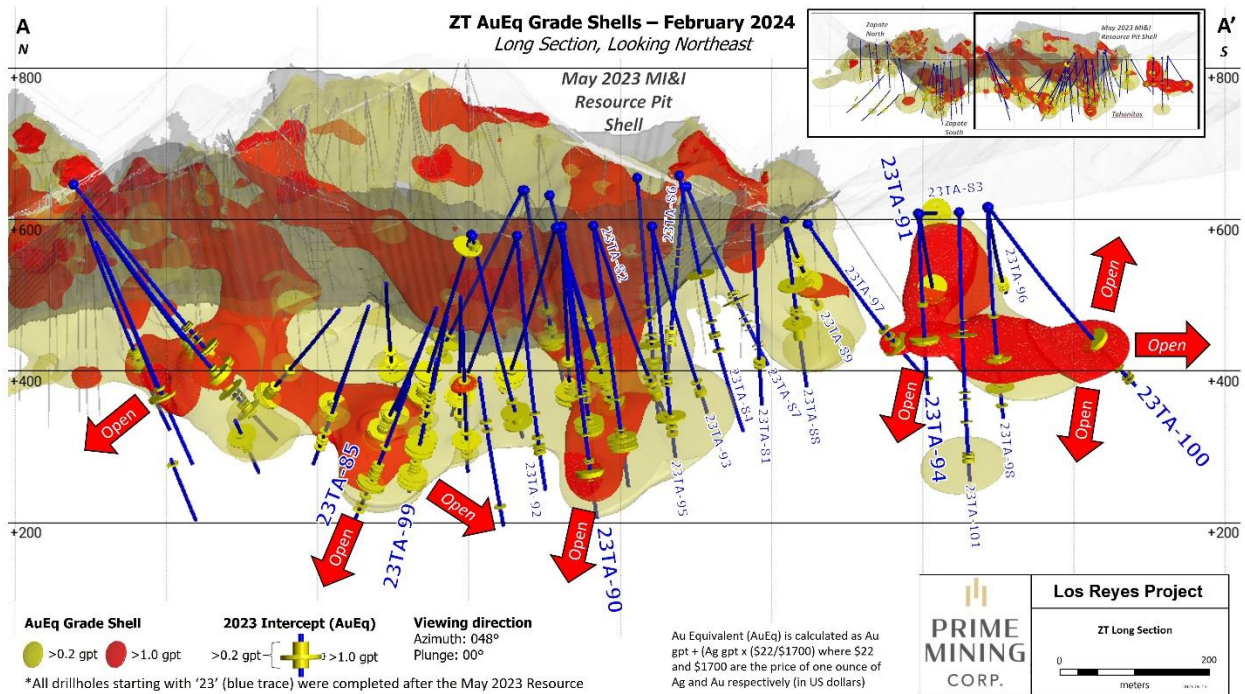 A
N
ZT AuEq Grade Shells – February 2024
Long Section, Looking Northeast
A'
S
Zapate
North
May 2023 MI&I
Resource Pit Shell
Zapate
South
Tahonitas
+800
+800
May 2023 MI&I
Resource Pit
Shell
+600
+600
+400
+400
+200
+200
23TA-82
23TA-86
23TA-91
23TA-83
23TA-96
23TA-97
23TA-89
23TA-88
23TA-87
23TA-81
23TA-84
23TA-93
23TA-95
23TA-90
23TA-92
23TA-99
23TA-85
23TA-94
23TA-101
23TA-98
23TA-100
Open
Open
Open
Open
Open
Open
Open
Open
AuEq Grade Shell
>0.2 gpt
>1.0 gpt
2023 Intercept (AuEq)
>0.2 gpt
>1.0 gpt
Viewing direction
Azimuth: 048°
Plunge: 00°
*All drillholes starting with ‘23’ (blue trace) were completed after the May 2023 Resource
Au Equivalent (AuEq) is calculated as Au
gpt + (Ag gpt x ($22/$1700) where $22
and $1700 are the price of one ounce of
Ag and Au respectively (in US dollars)
PRIME
MINING
CORP.
Los Reyes Project
ZT Long Section
0
200
meters